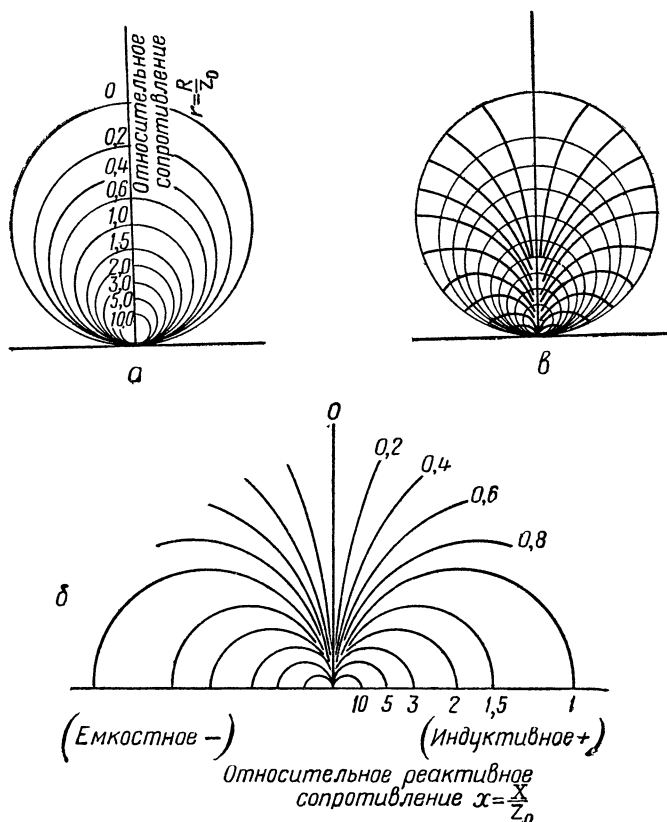 0
0,2
0,4
0,6
1,0
1,5
2,0
3,0
5,0
10,0
Относительное
сопротивление
r=R/Z₀
а
в
0
0,2
0,4
0,6
0,8
б
10 5 3 2 1,5 1
(Емкостное −)
(Индуктивное+)
Относительное реактивное
сопротивление x=X/Z₀